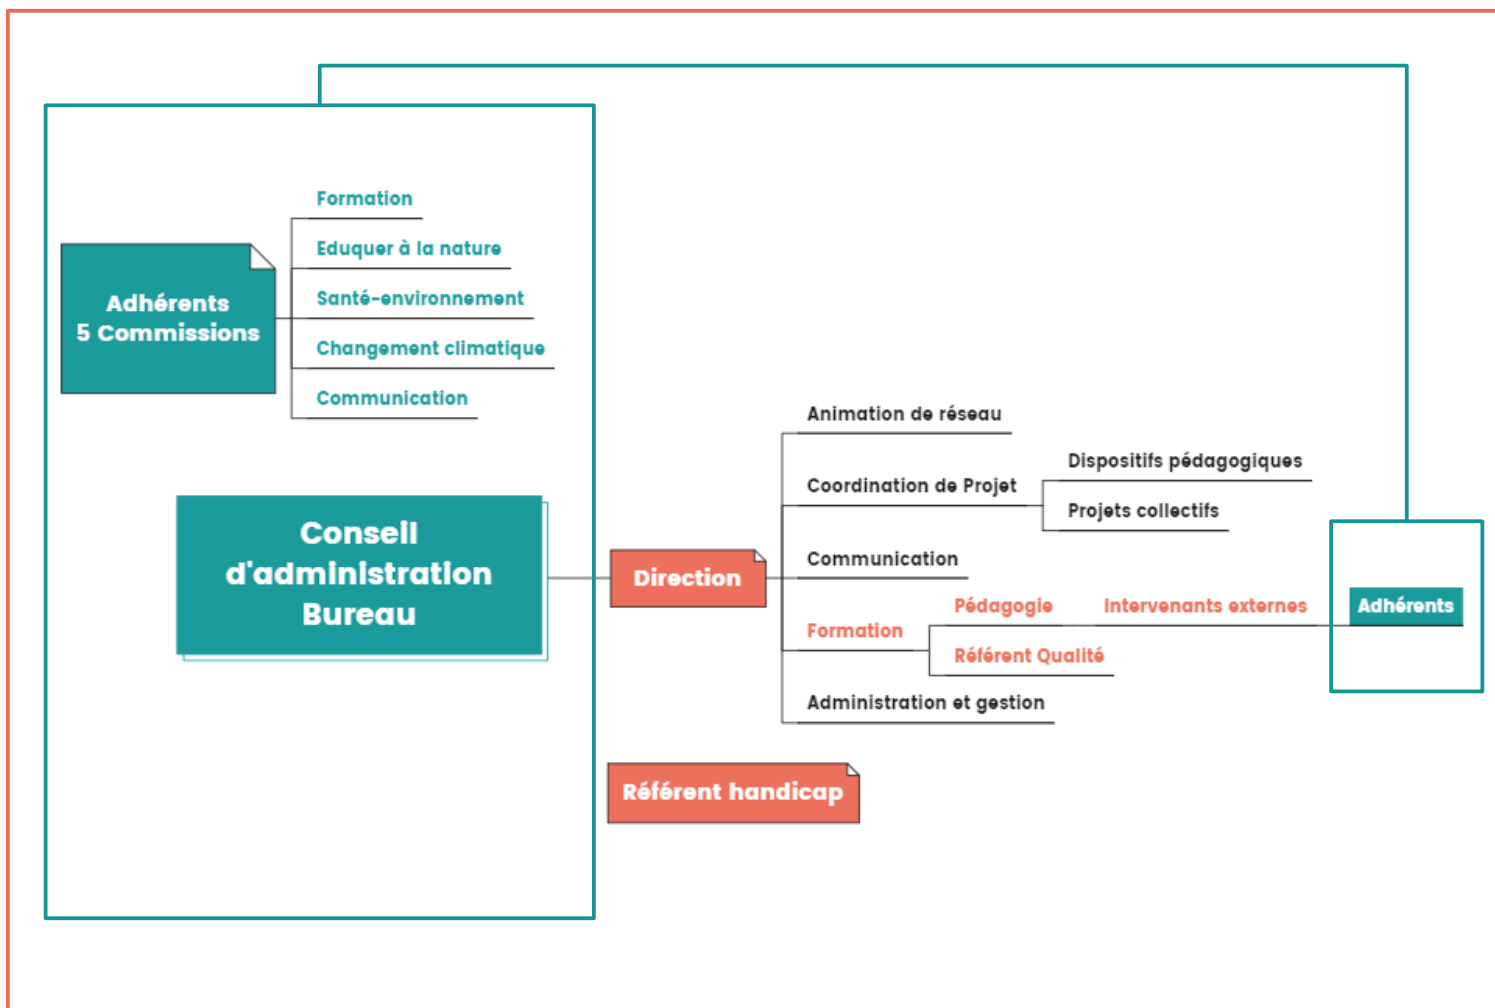 Formation
Eduquer à la nature
Santé-environnement
Changement climatique
Communication
Adhérents
5 Commissions
Conseil
d'administration
Bureau
Direction
Animation de réseau
Coordination de Projet
Dispositifs pédagogiques
Projets collectifs
Communication
Formation
Pédagogie
Intervenants externes
Adhérents
Référent Qualité
Administration et gestion
Référent handicap